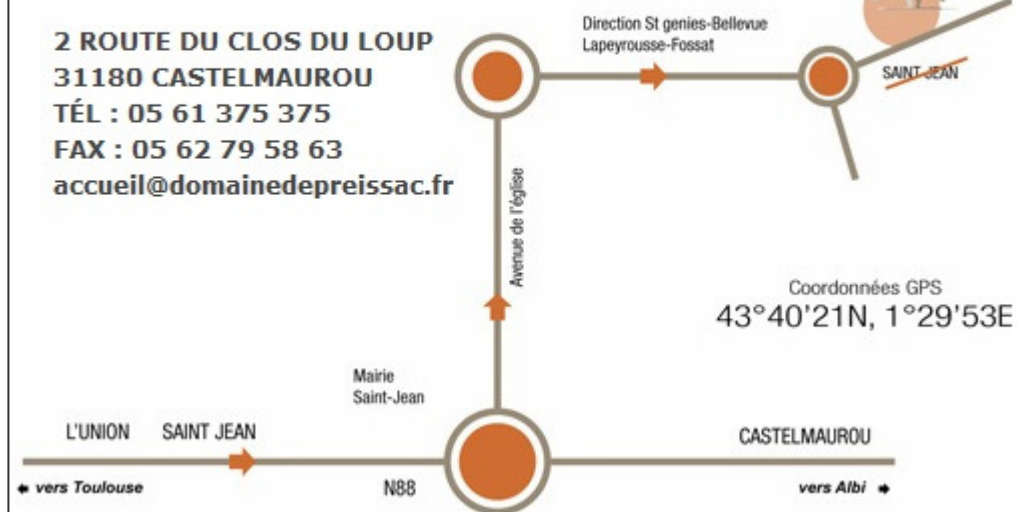 2 ROUTE DU CLOS DU LOUP
31180 CASTELMAUROU
TÉL : 05 61 375 375
FAX : 05 62 79 58 63
accueil@domainedepreissac.fr
Direction St genies-Bellevue
Lapeyrousse-Fossat
SAINT-JEAN
Avenue de l'église
Coordonnées GPS
43°40'21N, 1°29'53E
Mairie
Saint-Jean
L'UNION
SAINT JEAN
CASTELMAUROU
vers Toulouse
N88
vers Albi